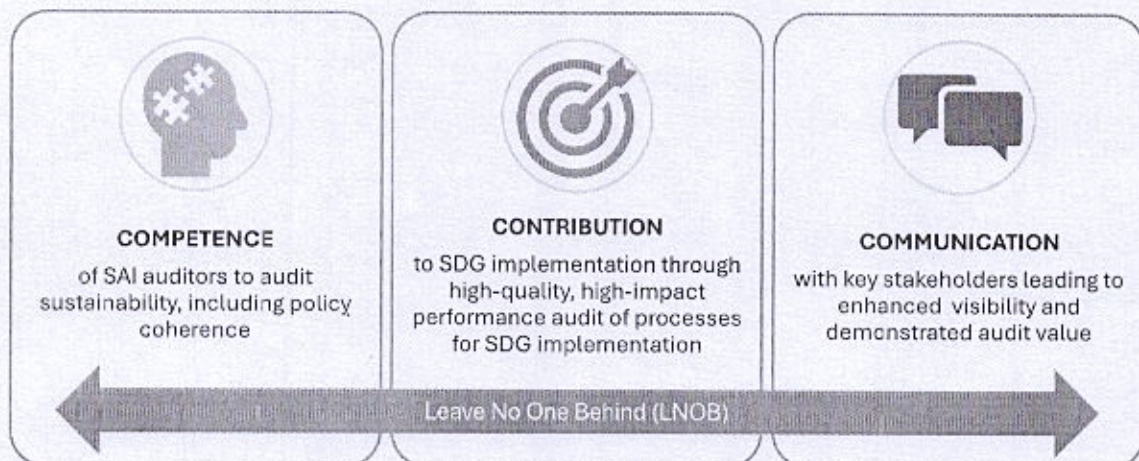 COMPETENCE
of SAI auditors to audit
sustainability, including policy
coherence
CONTRIBUTION
to SDG implementation through
high-quality, high-impact
performance audit of processes
for SDG implementation
COMMUNICATION
with key stakeholders leading to
enhanced visibility and
demonstrated audit value
Leave No One Behind (LNOB)